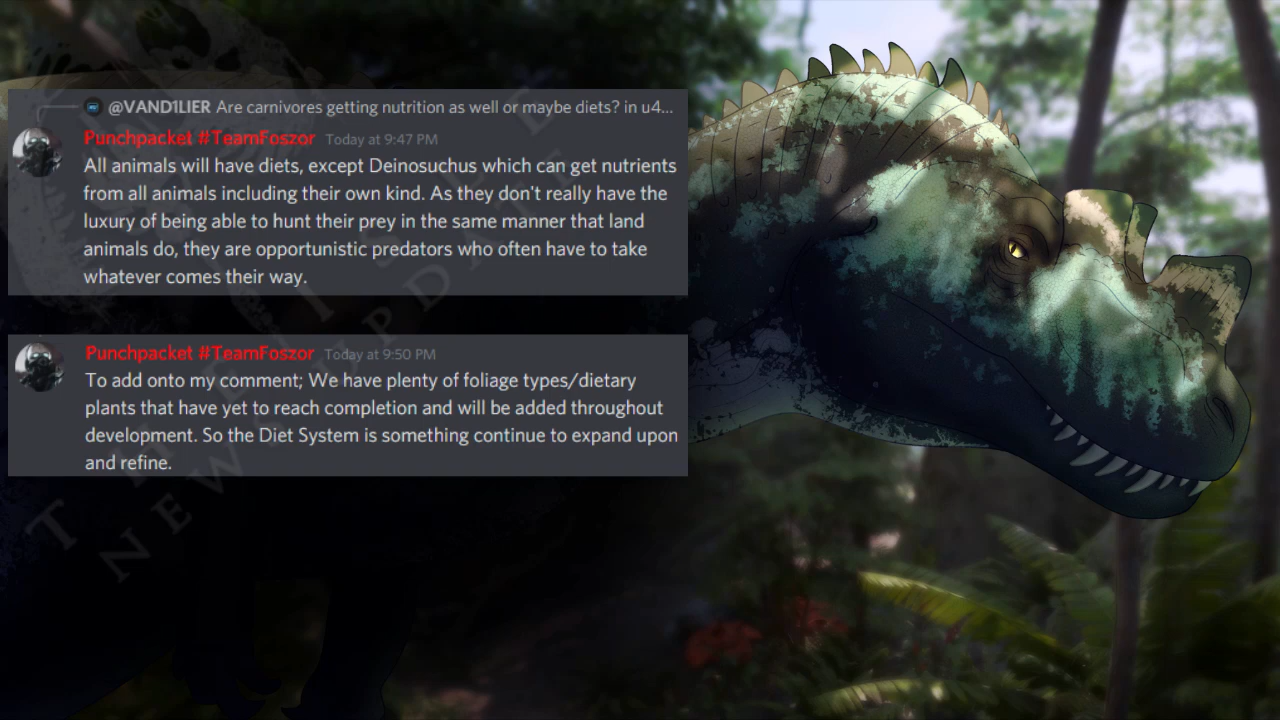 @VAND1LIER Are carnivores getting nutrition as well or maybe diets? in u4...
Punchpacket #TeamFoszor Today at 9:47 PM
All animals will have diets, except Deinosuchus which can get nutrients
from all animals including their own kind. As they don't really have the
luxury of being able to hunt their prey in the same manner that land
animals do, they are opportunistic predators who often have to take
whatever comes their way.
Punchpacket #TeamFoszor Today at 9:50 PM
To add onto my comment; We have plenty of foliage types/dietary
plants that have yet to reach completion and will be added throughout
development. So the Diet System is something continue to expand upon
and refine.
THE ISLE
NEWS UPDATE